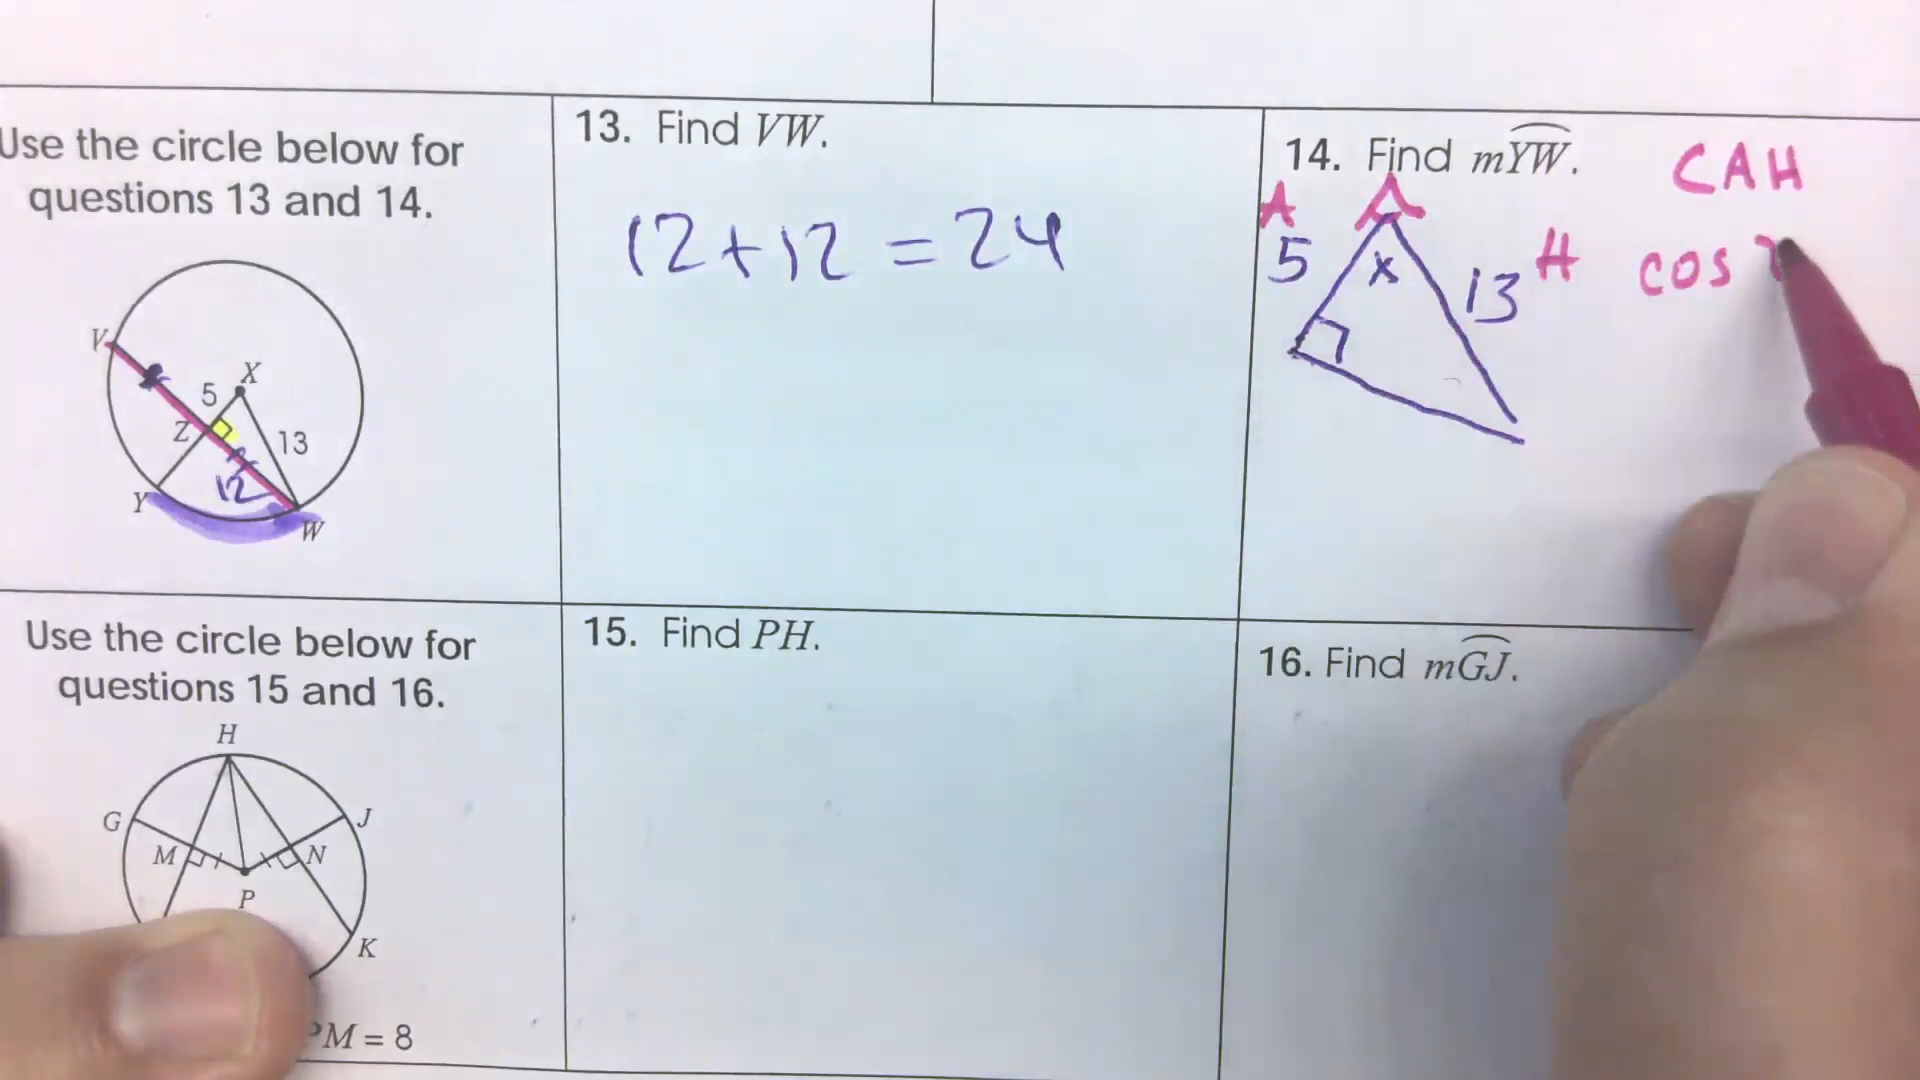 Use the circle below for
questions 13 and 14.
V
X
5
Z
13
12
Y
W
13. Find VW.
12+12=24
14. Find mYW.
CAH
A
5
x
13
H
cos
Use the circle below for
questions 15 and 16.
H
G
J
M
N
P
K
PM = 8
15. Find PH.
16. Find mGJ.